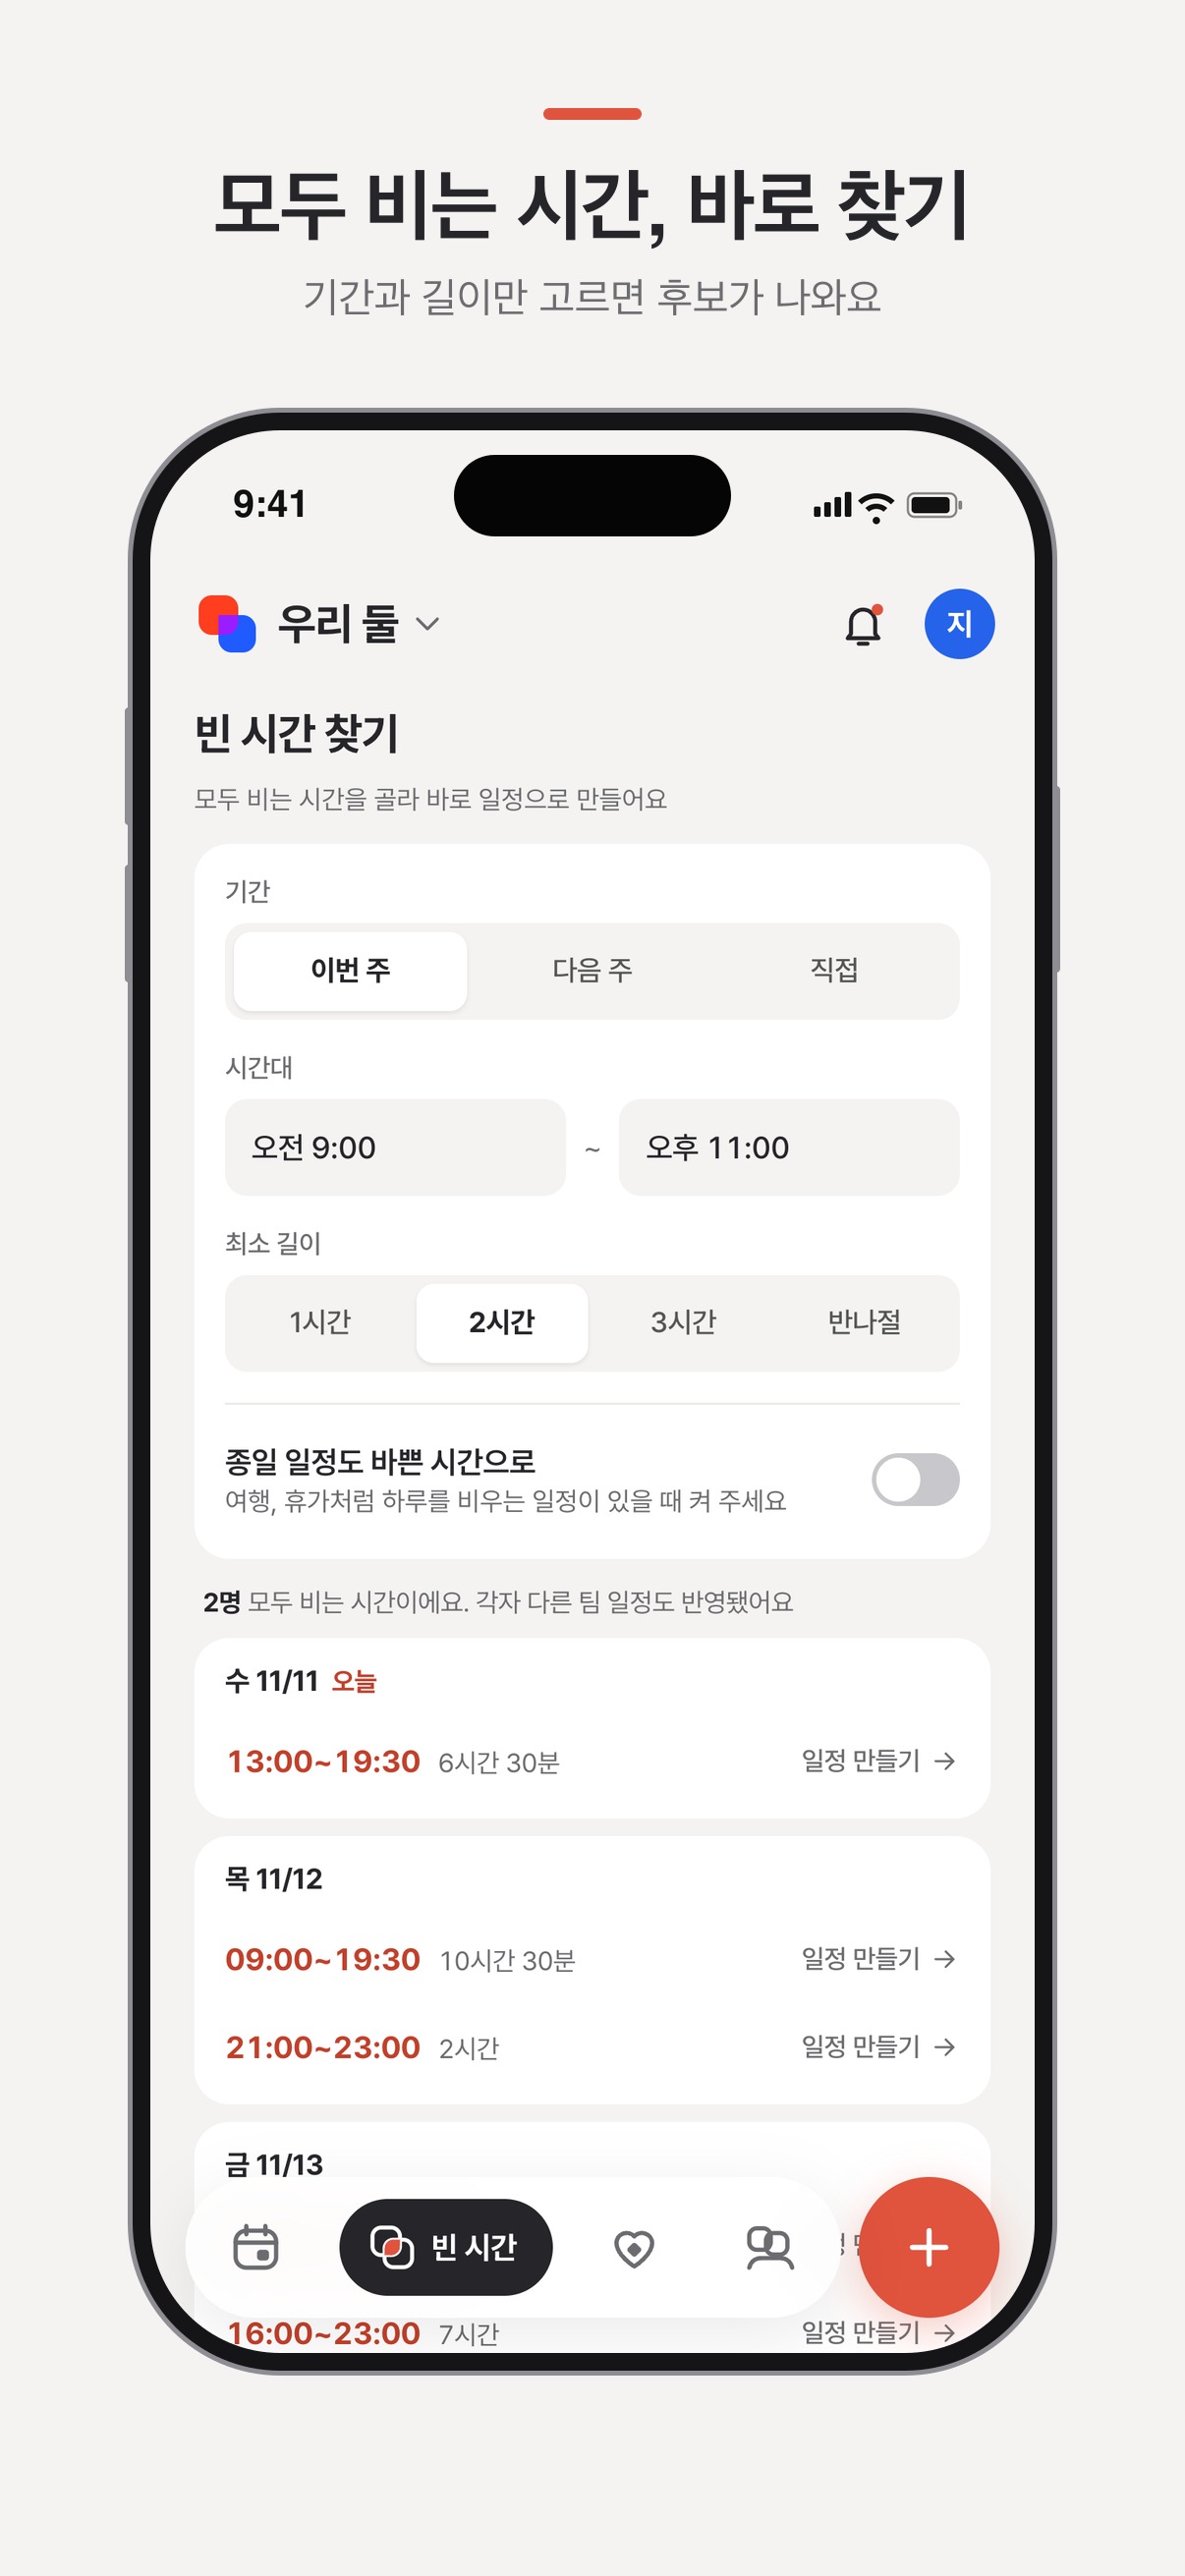 모두 비는 시간, 바로 찾기
기간과 길이만 고르면 후보가 나와요
9:41
우리 둘
지
빈 시간 찾기
모두 비는 시간을 골라 바로 일정으로 만들어요
기간
이번 주 다음 주 직접
시간대
오전 9:00 ~ 오후 11:00
최소 길이
1시간 2시간 3시간 반나절
종일 일정도 바쁜 시간으로
여행, 휴가처럼 하루를 비우는 일정이 있을 때 켜 주세요
2명 모두 비는 시간이에요. 각자 다른 팀 일정도 반영됐어요
수 11/11 오늘
13:00~19:30 6시간 30분 일정 만들기 →
목 11/12
09:00~19:30 10시간 30분 일정 만들기 →
21:00~23:00 2시간 일정 만들기 →
금 11/13
빈 시간
16:00~23:00 7시간 일정 만들기 →